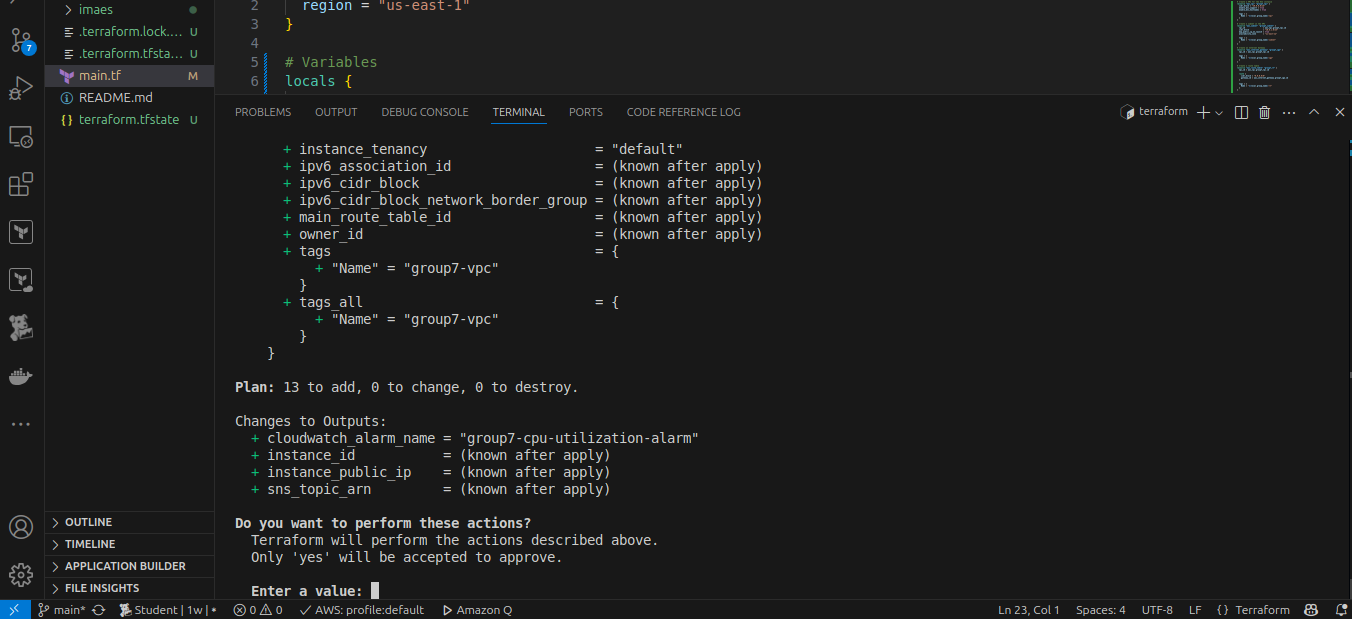 imaes
.terraform.lock.... U
.terraform.tfsta... U
main.tf M
README.md
terraform.tfstate U
7
2 region = "us-east-1"
3 }
4
5 # Variables
6 locals {
PROBLEMS OUTPUT DEBUG CONSOLE TERMINAL PORTS CODE REFERENCE LOG
terraform
+ instance_tenancy = "default"
+ ipv6_association_id = (known after apply)
+ ipv6_cidr_block = (known after apply)
+ ipv6_cidr_block_network_border_group = (known after apply)
+ main_route_table_id = (known after apply)
+ owner_id = (known after apply)
+ tags = {
+ "Name" = "group7-vpc"
}
+ tags_all = {
+ "Name" = "group7-vpc"
}
}
Plan: 13 to add, 0 to change, 0 to destroy.
Changes to Outputs:
+ cloudwatch_alarm_name = "group7-cpu-utilization-alarm"
+ instance_id = (known after apply)
+ instance_public_ip = (known after apply)
+ sns_topic_arn = (known after apply)
Do you want to perform these actions?
Terraform will perform the actions described above.
Only 'yes' will be accepted to approve.
Enter a value:
OUTLINE
TIMELINE
APPLICATION BUILDER
FILE INSIGHTS
main* Student | 1w | • 0 0 AWS: profile:default Amazon Q Ln 23, Col 1 Spaces: 4 UTF-8 LF {} Terraform